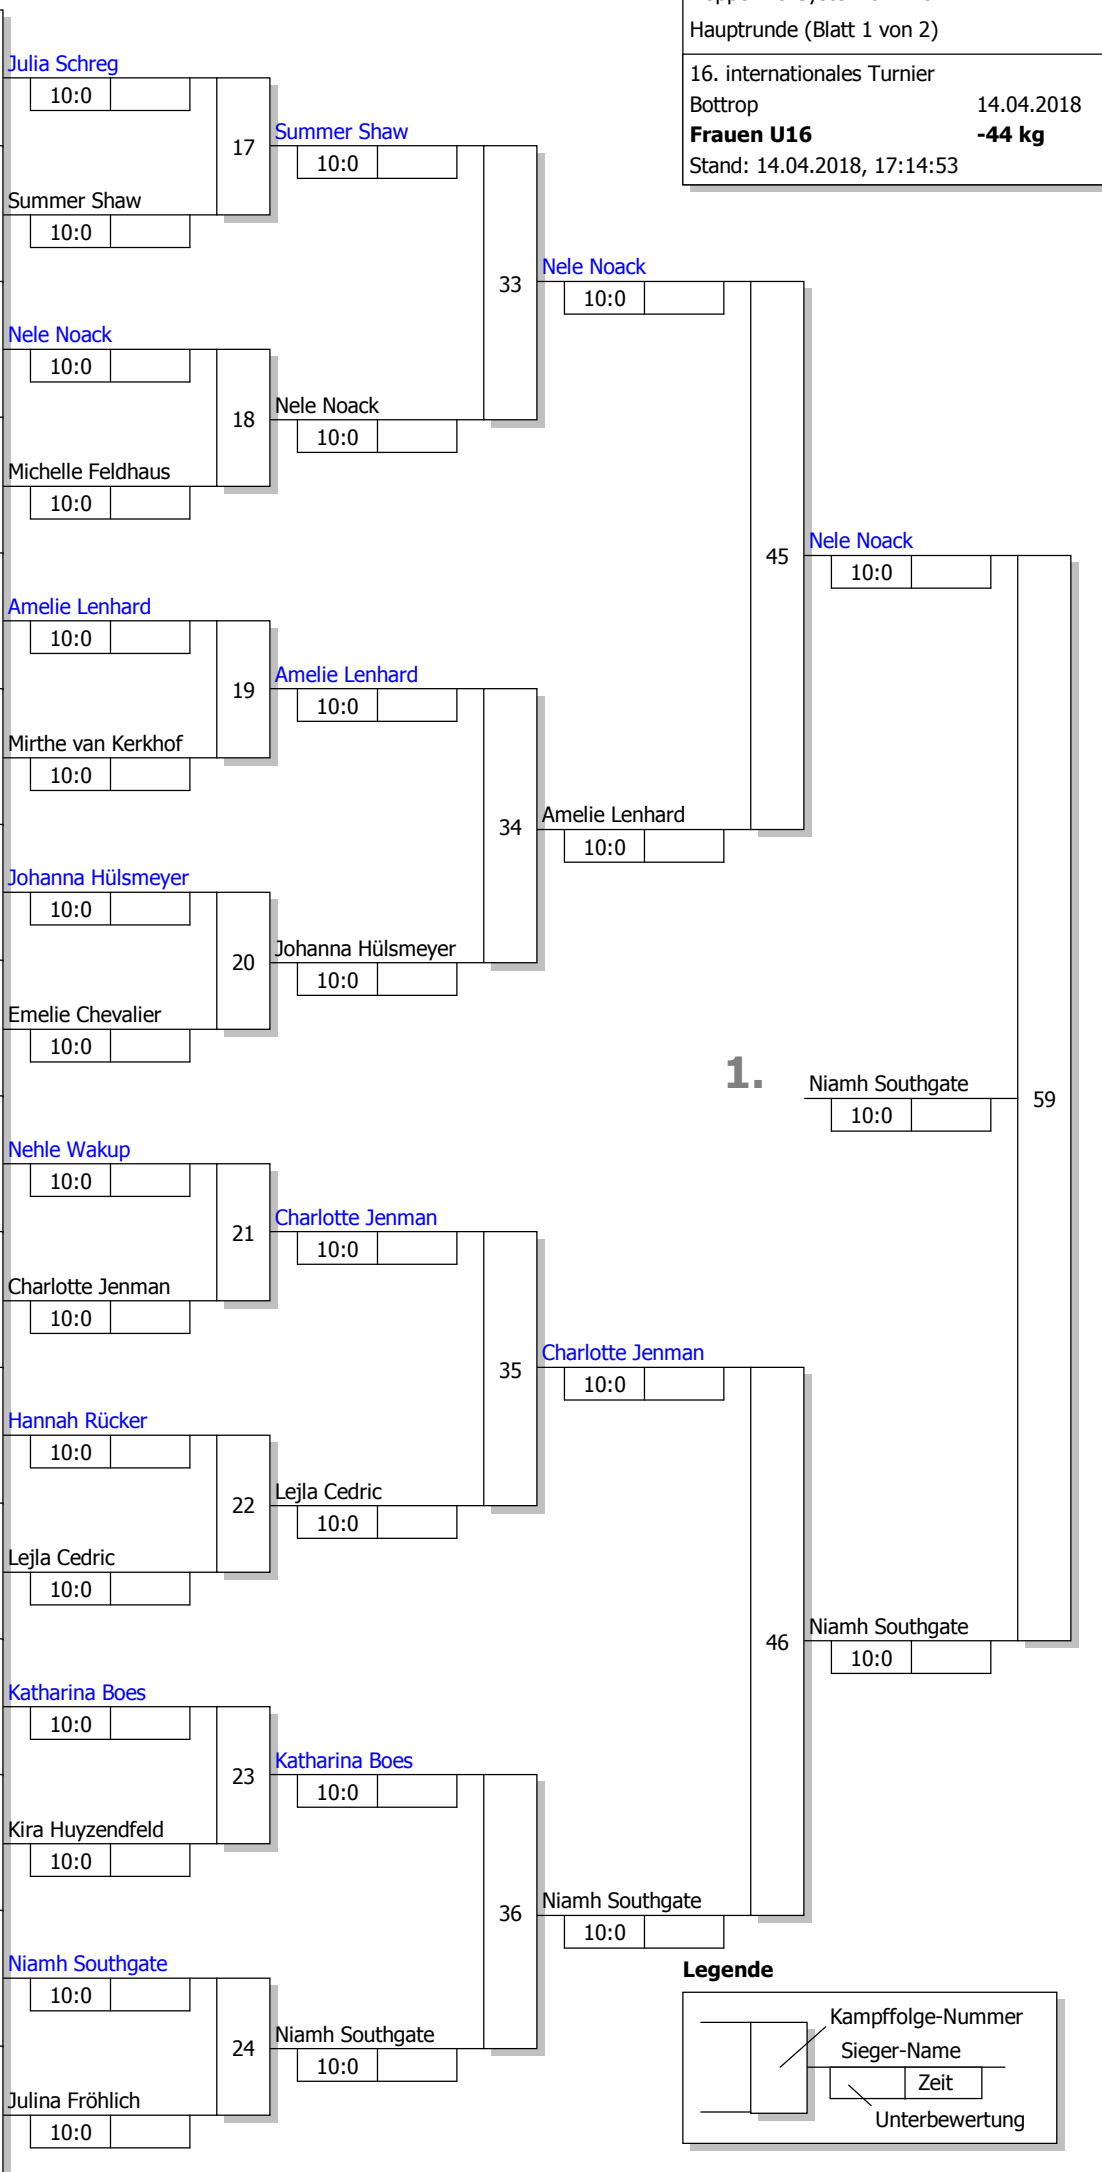 Hauptrunde (Blatt 1 von 2)
16. internationales Turnier
Bottrop 14.04.2018
Frauen U16 -44 kg
Stand: 14.04.2018, 17:14:53
Julia Schreg
10:0
17
Summer Shaw
10:0
Summer Shaw
10:0
33
Nele Noack
10:0
Nele Noack
10:0
18
Nele Noack
10:0
Michelle Feldhaus
10:0
45
Nele Noack
10:0
Amelie Lenhard
10:0
19
Amelie Lenhard
10:0
Mirthe van Kerkhof
10:0
34
Amelie Lenhard
10:0
Johanna Hülsmeyer
10:0
20
Johanna Hülsmeyer
10:0
Emelie Chevalier
10:0
1.
Niamh Southgate
10:0
59
Nehle Wakup
10:0
21
Charlotte Jenman
10:0
Charlotte Jenman
10:0
35
Charlotte Jenman
10:0
Hannah Rücker
10:0
22
Lejla Cedric
10:0
Lejla Cedric
10:0
46
Niamh Southgate
10:0
Katharina Boes
10:0
23
Katharina Boes
10:0
Kira Huyzendfeld
10:0
36
Niamh Southgate
10:0
Niamh Southgate
10:0
24
Niamh Southgate
10:0
Julina Fröhlich
10:0
Legende
Kampffolge-Nummer
Sieger-Name
Zeit
Unterbewertung